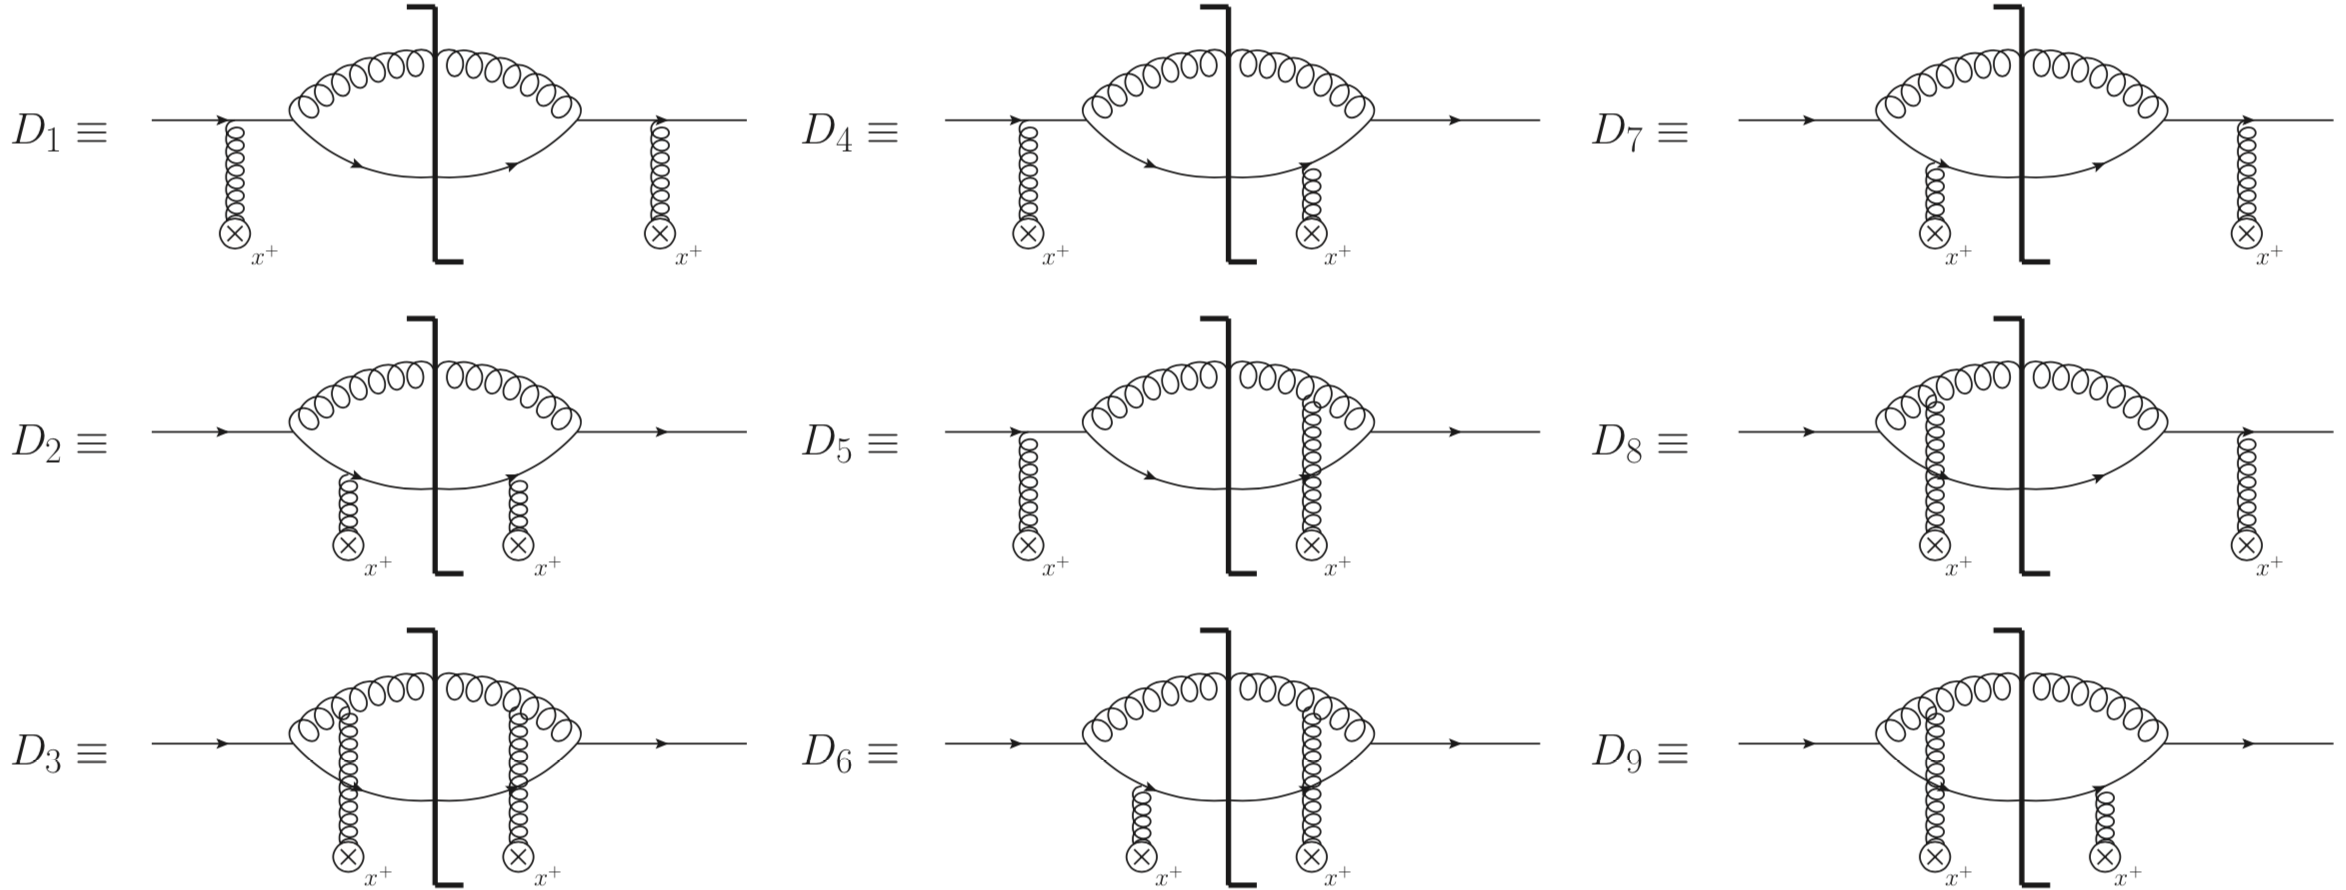 D₁ ≡ D₄ ≡ D₇ ≡
x⁺ x⁺ x⁺ x⁺ x⁺ x⁺
D₂ ≡ D₅ ≡ D₈ ≡
x⁺ x⁺ x⁺ x⁺ x⁺ x⁺
D₃ ≡ D₆ ≡ D₉ ≡
x⁺ x⁺ x⁺ x⁺ x⁺ x⁺